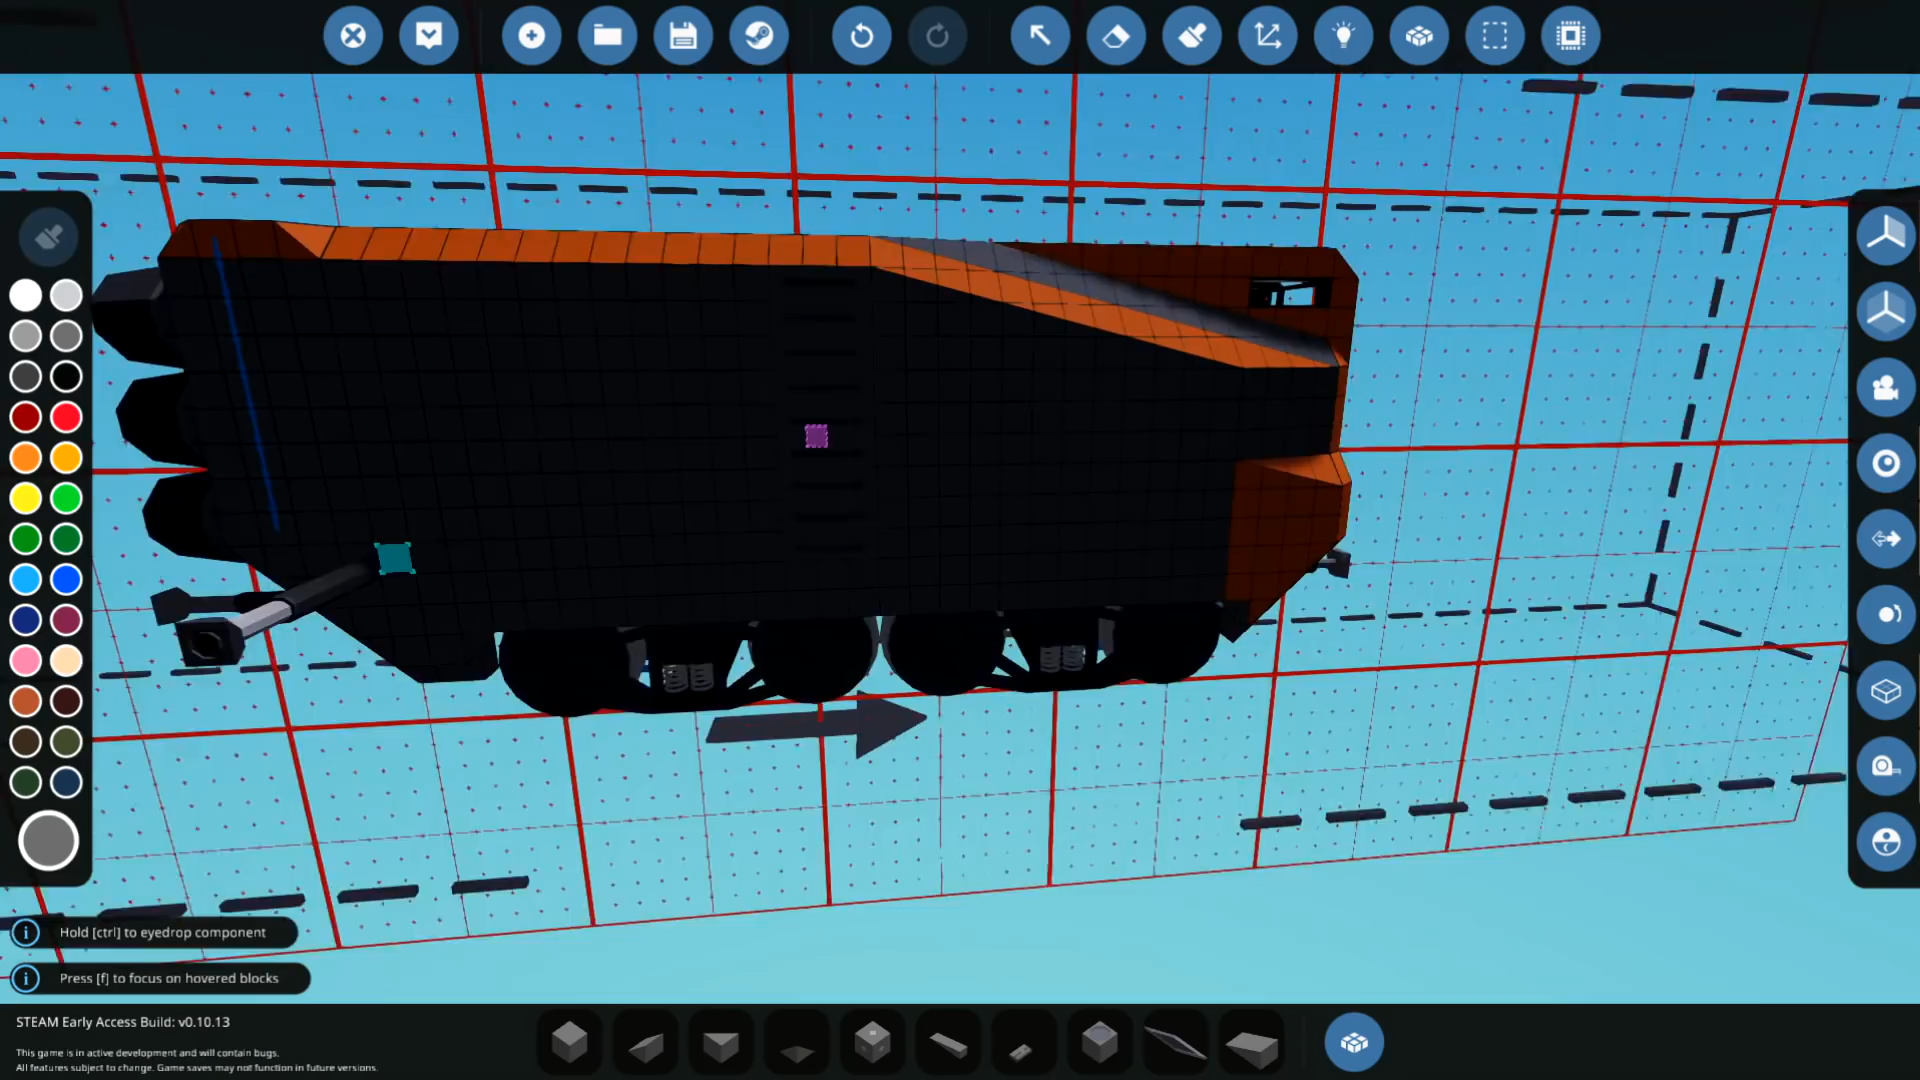 Hold [ctrl] to eyedrop component
Press [f] to focus on hovered blocks
STEAM Early Access Build: v0.10.13
This game is in active development and will contain bugs.
All features subject to change. Game saves may not function in future versions.